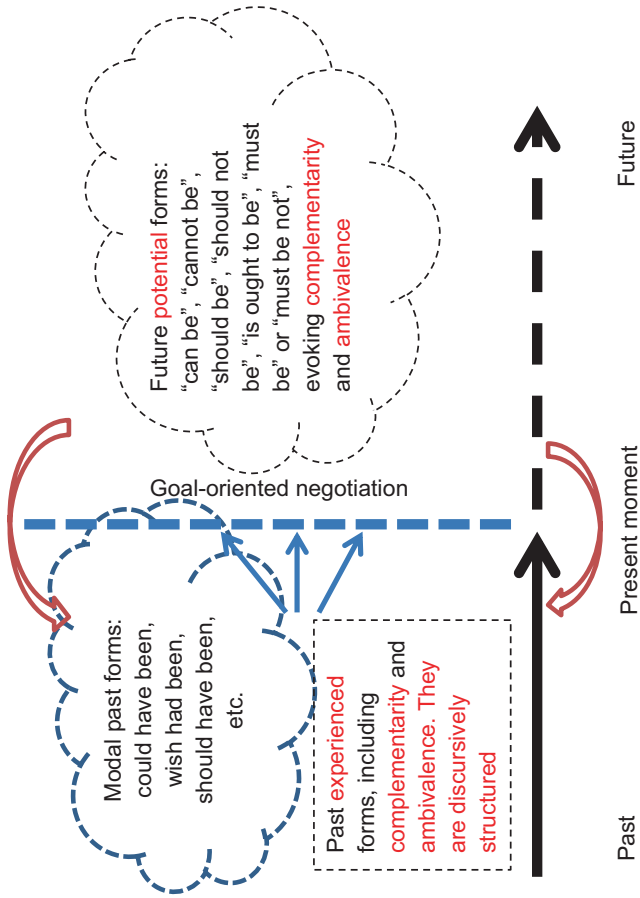 Modal past forms:
could have been,
wish had been,
should have been,
etc.
Past experienced
forms, including
complementarity and
ambivalence. They
are discursively
structured
Goal-oriented negotiation
Future potential forms:
“can be”, “cannot be”,
“should be”, “should not
be”, “is ought to be”, “must
be” or “must be not”,
evoking complementarity
and ambivalence
Past
Present moment
Future